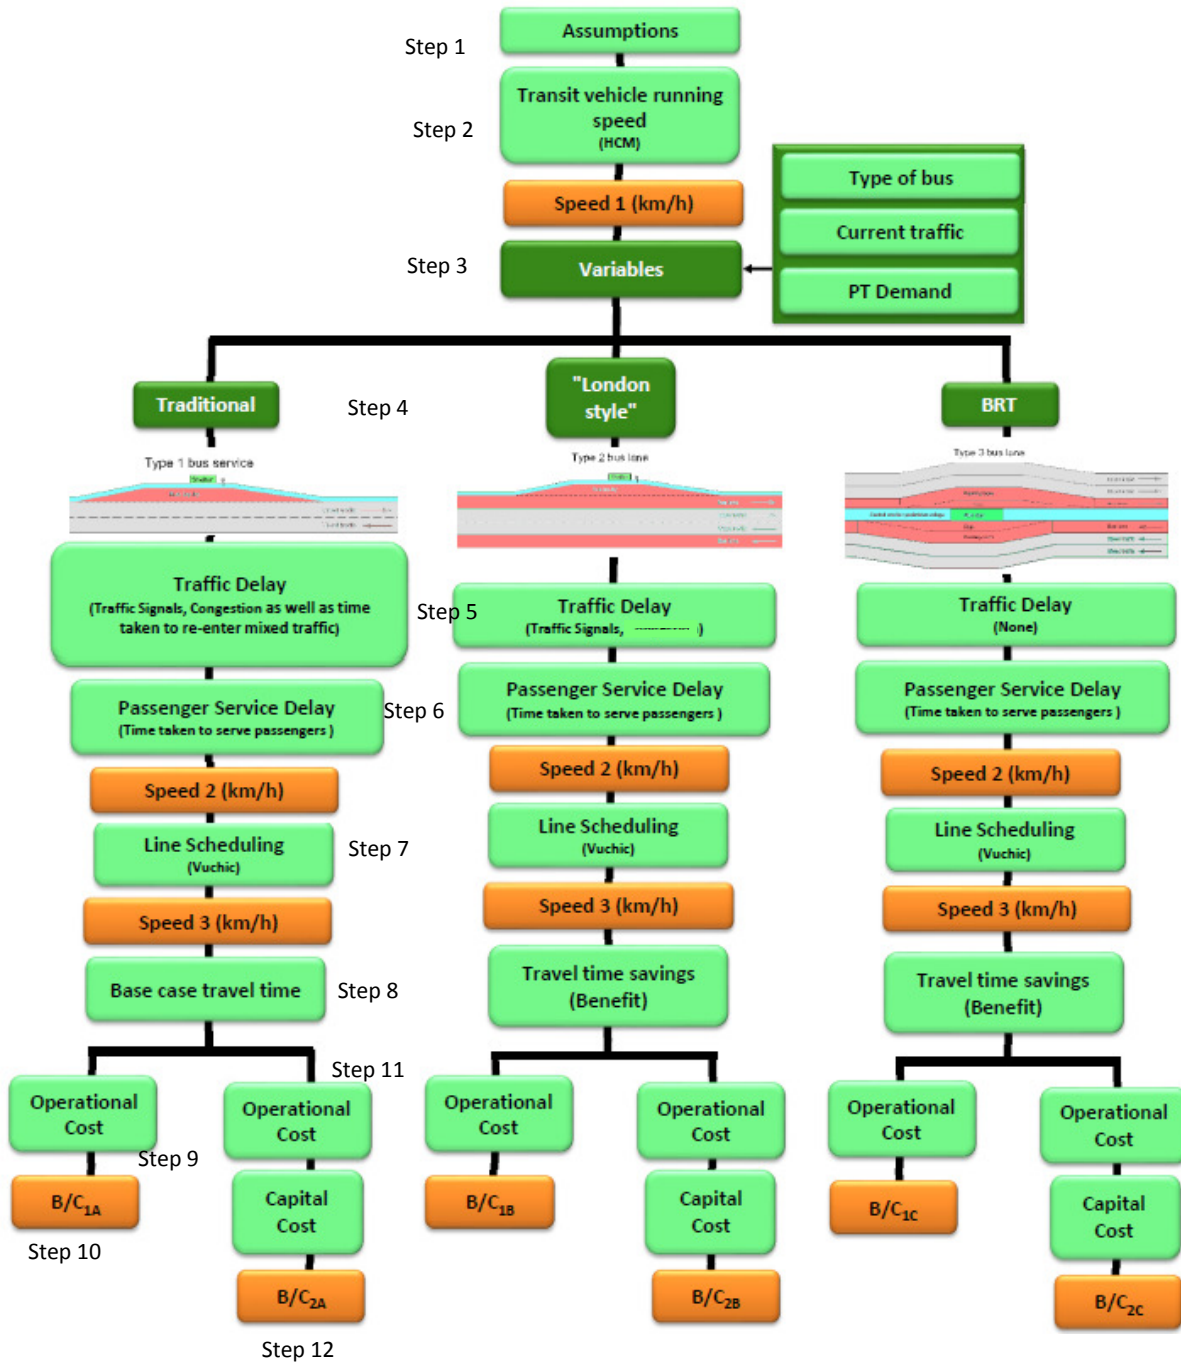 Step 1
Assumptions
Step 2
Transit vehicle running
speed
(HCM)
Speed 1 (km/h)
Step 3
Variables
Type of bus
Current traffic
PT Demand
Step 4
Traditional
"London
style"
BRT
Type 1 bus service
Type 2 bus lane
Type 3 bus lane
Traffic Delay
(Traffic Signals, Congestion as well as time
taken to re-enter mixed traffic)
Step 5
Traffic Delay
(Traffic Signals, )
Traffic Delay
(None)
Passenger Service Delay
(Time taken to serve passengers )
Step 6
Passenger Service Delay
(Time taken to serve passengers )
Passenger Service Delay
(Time taken to serve passengers )
Speed 2 (km/h)
Speed 2 (km/h)
Speed 2 (km/h)
Line Scheduling
(Vuchic)
Step 7
Line Scheduling
(Vuchic)
Line Scheduling
(Vuchic)
Speed 3 (km/h)
Speed 3 (km/h)
Speed 3 (km/h)
Base case travel time
Step 8
Travel time savings
(Benefit)
Travel time savings
(Benefit)
Step 11
Operational
Cost
Operational
Cost
Operational
Cost
Operational
Cost
Operational
Cost
Operational
Cost
Step 9
B/C1A
Capital
Cost
B/C1B
Capital
Cost
B/C1C
Capital
Cost
Step 10
B/C2A
B/C2B
B/C2C
Step 12